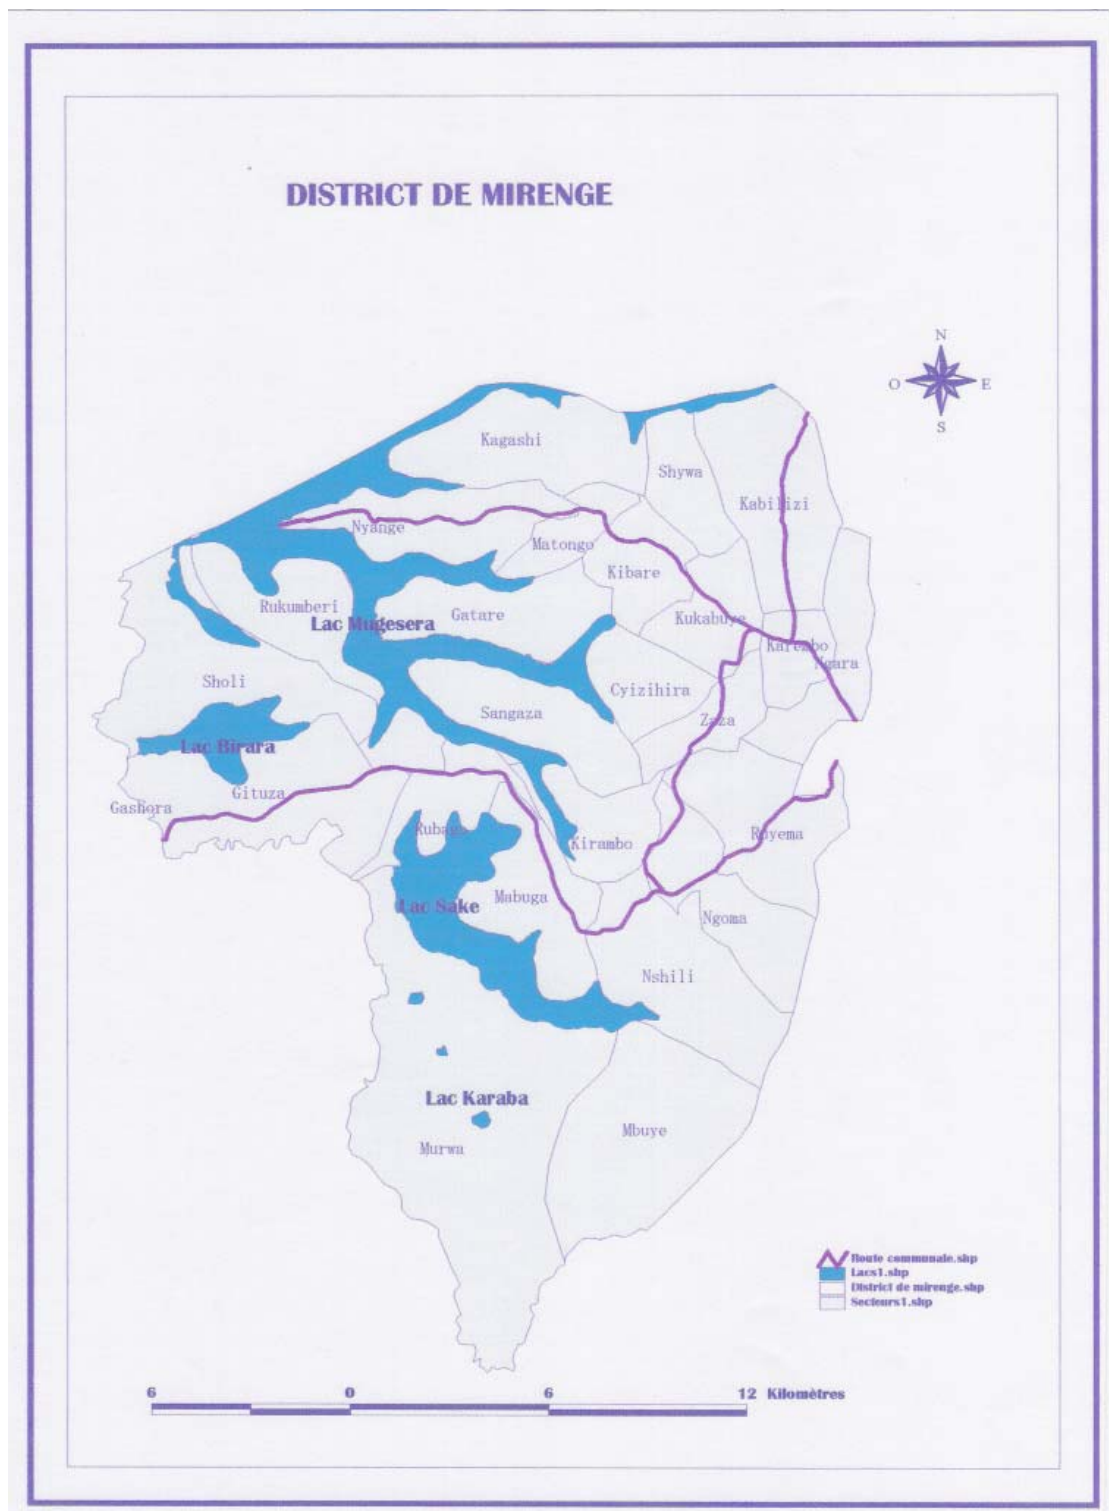 DISTRICT DE MIRENGE
N
O
E
S
Kagashi
Shywa
Kabilizi
Nyange
Matongo
Kibare
Rukumberi
Lac Mugesera
Gatare
Kukabuye
Karembo
Ngara
Sholi
Cyizihira
Sangaza
Zaza
Lac Birara
Gituza
Gashora
Rubago
Kirambo
Ruyema
Lac Sake
Mabuga
Ngoma
Nshili
Lac Karaba
Murwa
Mbuye
Route communale.shp
Lacs1.shp
District de mirenge.shp
Secteurs1.shp
6 0 6 12 Kilomètres